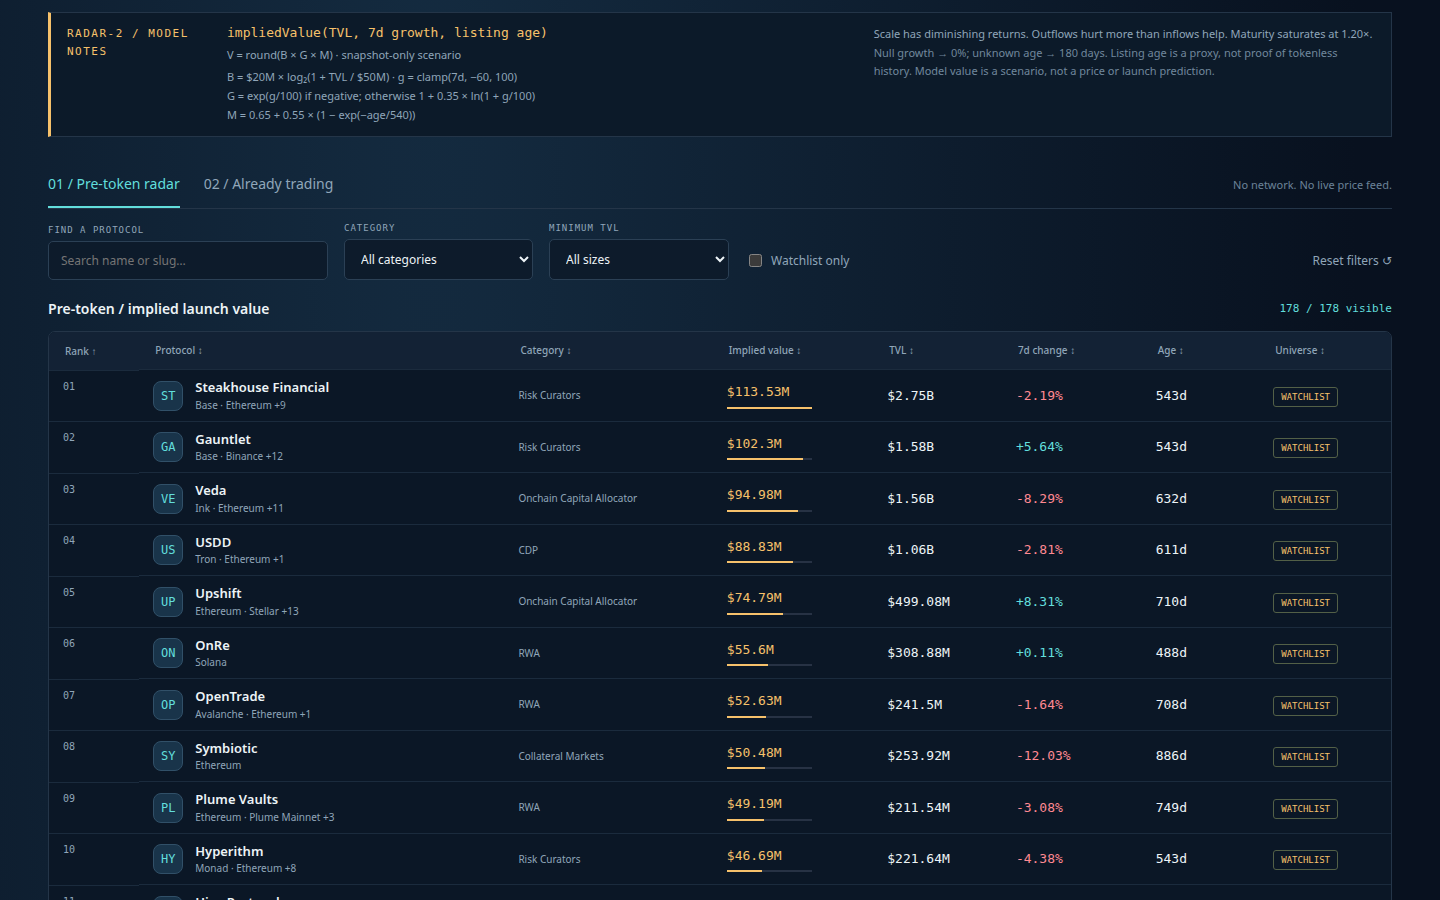 RADAR-2 / MODEL NOTES
impliedValue(TVL, 7d growth, listing age)
V = round(B × G × M) · snapshot-only scenario
B = $20M × log₂(1 + TVL / $50M) · g = clamp(7d, −60, 100)
G = exp(g/100) if negative; otherwise 1 + 0.35 × ln(1 + g/100)
M = 0.65 + 0.55 × (1 − exp(−age/540))
Scale has diminishing returns. Outflows hurt more than inflows help. Maturity saturates at 1.20×.
Null growth → 0%; unknown age → 180 days. Listing age is a proxy, not proof of tokenless
history. Model value is a scenario, not a price or launch prediction.
01 / Pre-token radar 02 / Already trading No network. No live price feed.
FIND A PROTOCOL CATEGORY MINIMUM TVL
Search name or slug... All categories All sizes Watchlist only Reset filters ↺
Pre-token / implied launch value 178 / 178 visible
Rank ↑ Protocol ↕ Category ↕ Implied value ↕ TVL ↕ 7d change ↕ Age ↕ Universe ↕
01 ST Steakhouse Financial Risk Curators $113.53M $2.75B -2.19% 543d WATCHLIST
Base · Ethereum +9
02 GA Gauntlet Risk Curators $102.3M $1.58B +5.64% 543d WATCHLIST
Base · Binance +12
03 VE Veda Onchain Capital Allocator $94.98M $1.56B -8.29% 632d WATCHLIST
Ink · Ethereum +11
04 US USDD CDP $88.83M $1.06B -2.81% 611d WATCHLIST
Tron · Ethereum +1
05 UP Upshift Onchain Capital Allocator $74.79M $499.08M +8.31% 710d WATCHLIST
Ethereum · Stellar +13
06 ON OnRe RWA $55.6M $308.88M +0.11% 488d WATCHLIST
Solana
07 OP OpenTrade RWA $52.63M $241.5M -1.64% 708d WATCHLIST
Avalanche · Ethereum +1
08 SY Symbiotic Collateral Markets $50.48M $253.92M -12.03% 886d WATCHLIST
Ethereum
09 PL Plume Vaults RWA $49.19M $211.54M -3.08% 749d WATCHLIST
Ethereum · Plume Mainnet +3
10 HY Hyperithm Risk Curators $46.69M $221.64M -4.38% 543d WATCHLIST
Monad · Ethereum +8